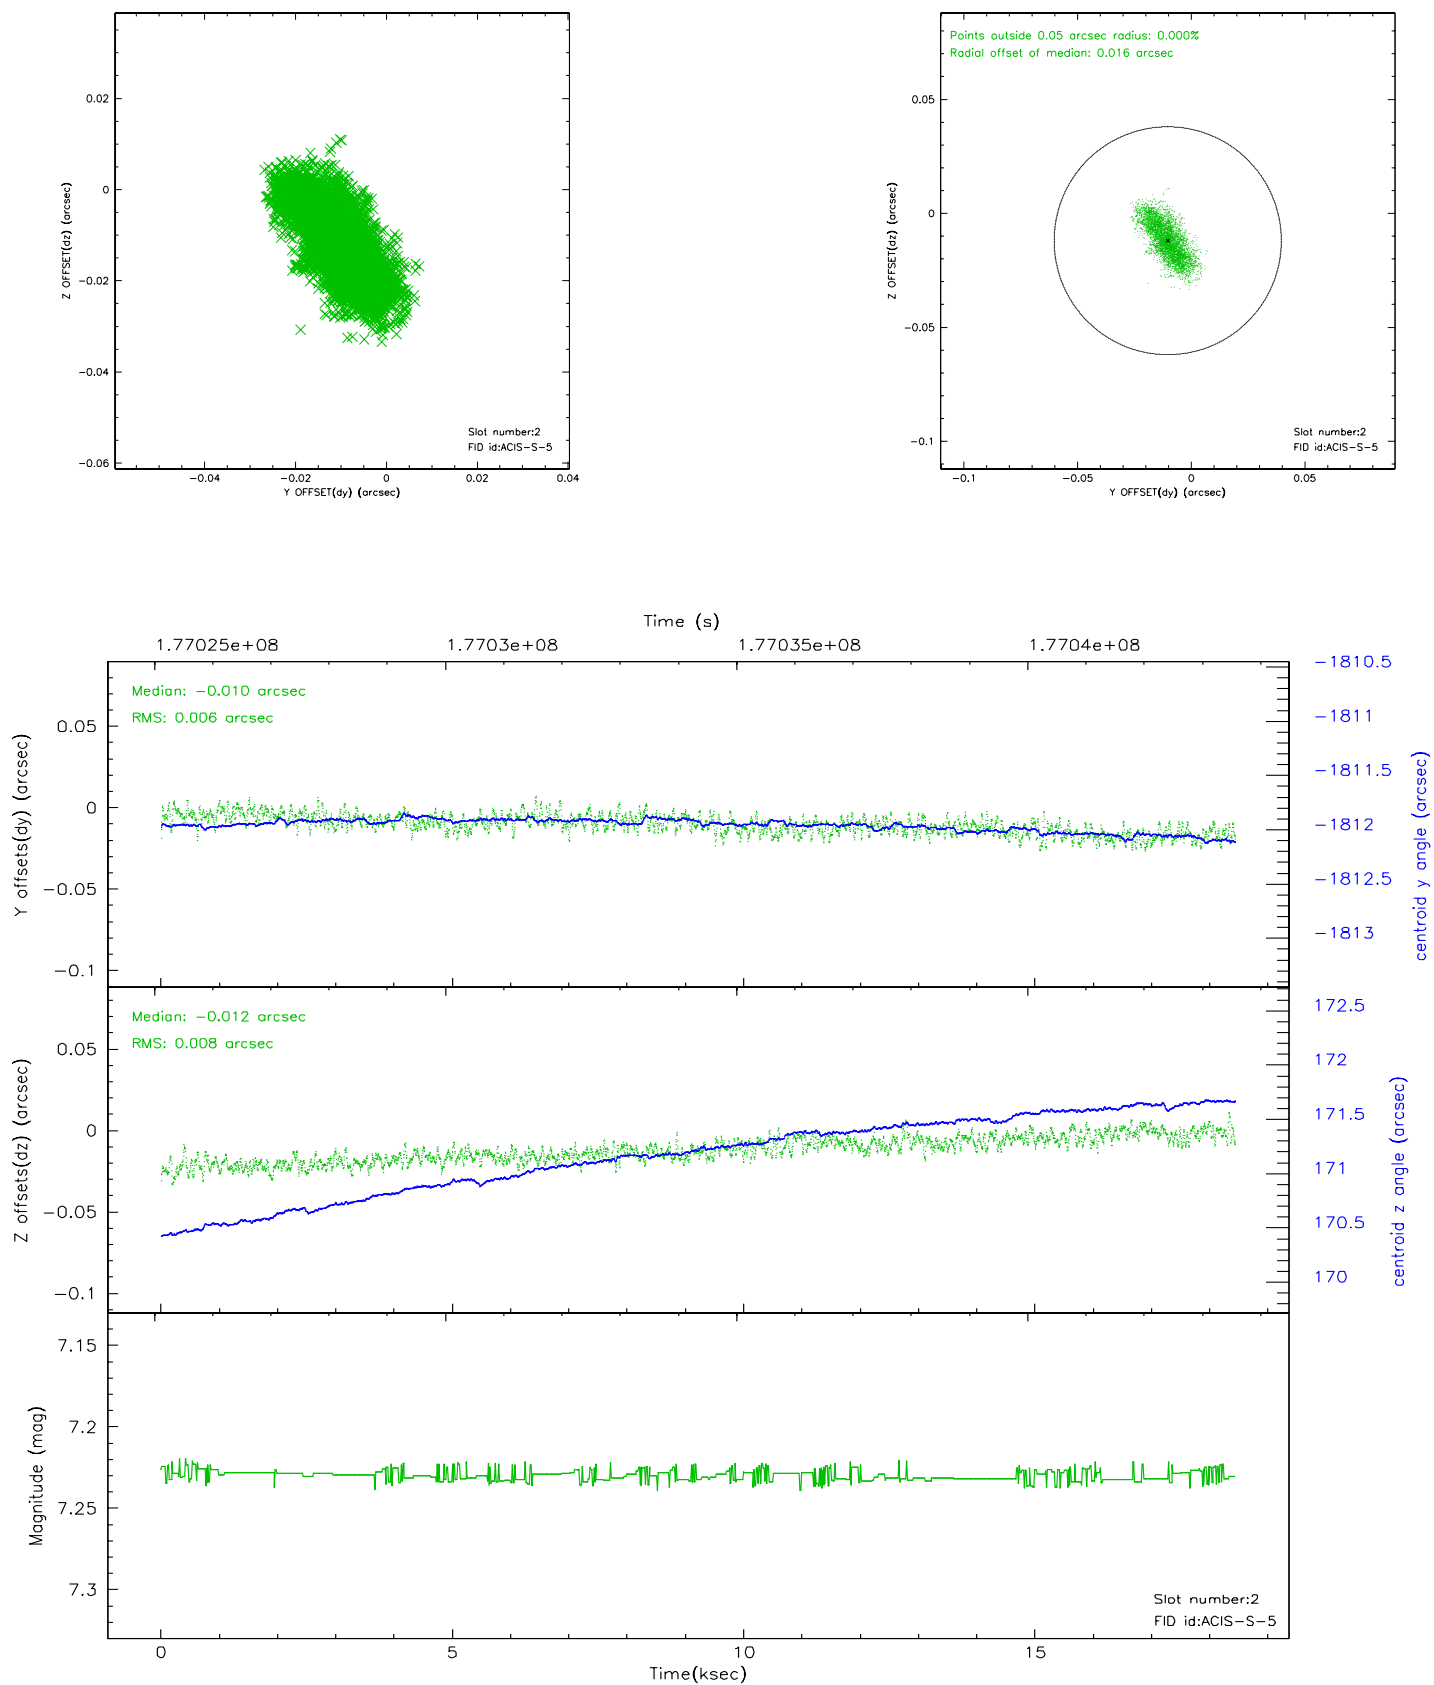 0.02
0
-0.02
-0.04
-0.06
Z OFFSET(dz) (arcsec)
Slot number:2
FID id:ACIS-S-5
-0.04
-0.02
0
0.02
0.04
Y OFFSET(dy) (arcsec)
Points outside 0.05 arcsec radius: 0.000%
Radial offset of median: 0.016 arcsec
0.05
0
-0.05
-0.1
Z OFFSET(dz) (arcsec)
Slot number:2
FID id:ACIS-S-5
-0.1
-0.05
0
0.05
Y OFFSET(dy) (arcsec)
Time (s)
1.77025e+08
1.7703e+08
1.77035e+08
1.7704e+08
Median: -0.010 arcsec
RMS: 0.006 arcsec
0.05
0
-0.05
-0.1
Y offsets(dy) (arcsec)
-1810.5
-1811
-1811.5
-1812
-1812.5
-1813
centroid y angle (arcsec)
Median: -0.012 arcsec
RMS: 0.008 arcsec
0.05
0
-0.05
-0.1
Z offsets(dz) (arcsec)
172.5
172
171.5
171
170.5
170
centroid z angle (arcsec)
7.15
7.2
7.25
7.3
Magnitude (mag)
Slot number:2
FID id:ACIS-S-5
0
5
10
15
Time(ksec)